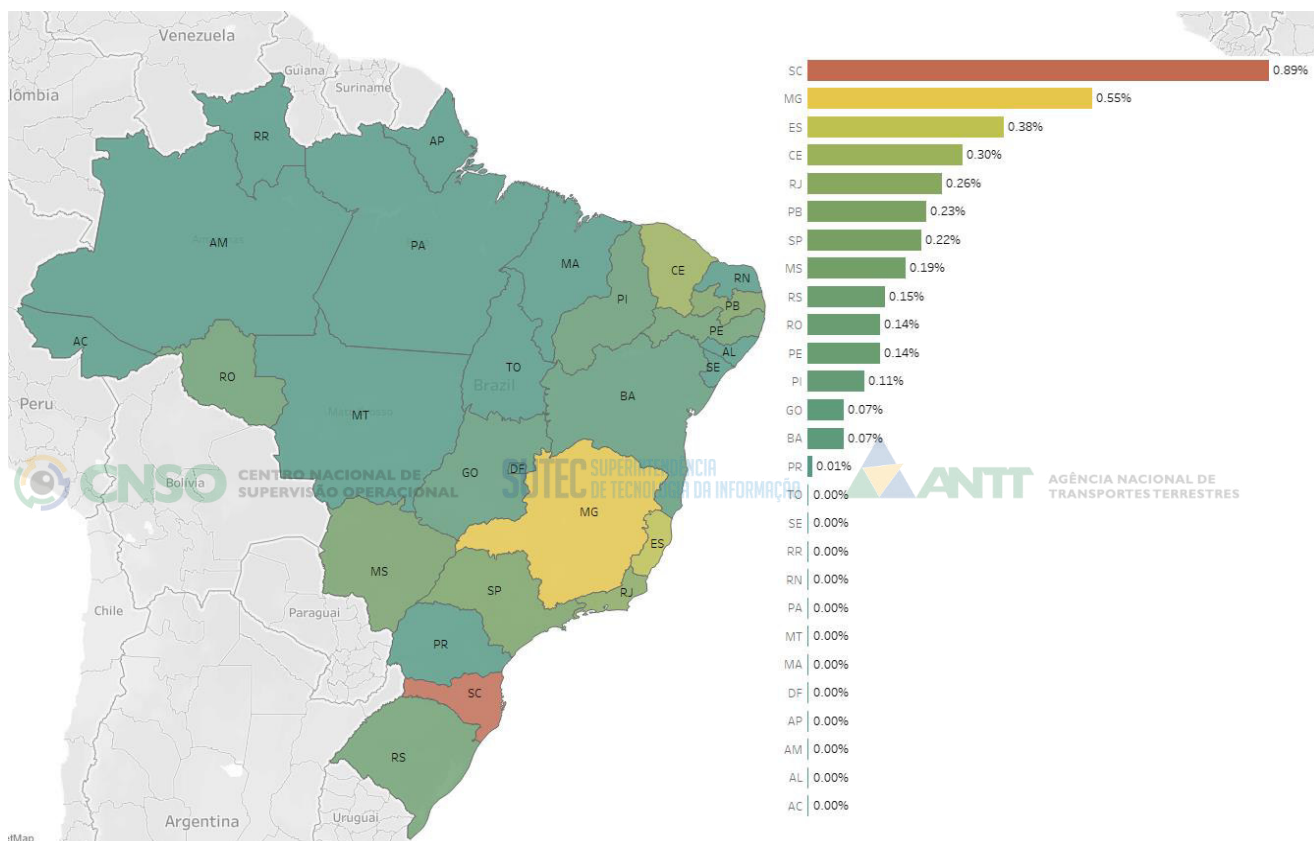 Venezuela
Guiana
Suriname
RR
AP
AM
PA
MA
CE
RN
PI
PB
PE
AC
AL
SE
TO
RO
Brazil
BA
MT
Peru
GO
DF
Bolívia
MG
ES
MS
SP
RJ
Chile
Paraguai
PR
SC
RS
Uruguai
Argentina
CNSO CENTRO NACIONAL DE
SUPERVISÃO OPERACIONAL
SUTEC SUPERINTENDÊNCIA
DE TECNOLOGIA DA INFORMAÇÃO
ANTT AGÊNCIA NACIONAL DE
TRANSPORTES TERRESTRES
SC 0.89%
MG 0.55%
ES 0.38%
CE 0.30%
RJ 0.26%
PB 0.23%
SP 0.22%
MS 0.19%
RS 0.15%
RO 0.14%
PE 0.14%
PI 0.11%
GO 0.07%
BA 0.07%
PR 0.01%
TO 0.00%
SE 0.00%
RR 0.00%
RN 0.00%
PA 0.00%
MT 0.00%
MA 0.00%
DF 0.00%
AP 0.00%
AM 0.00%
AL 0.00%
AC 0.00%